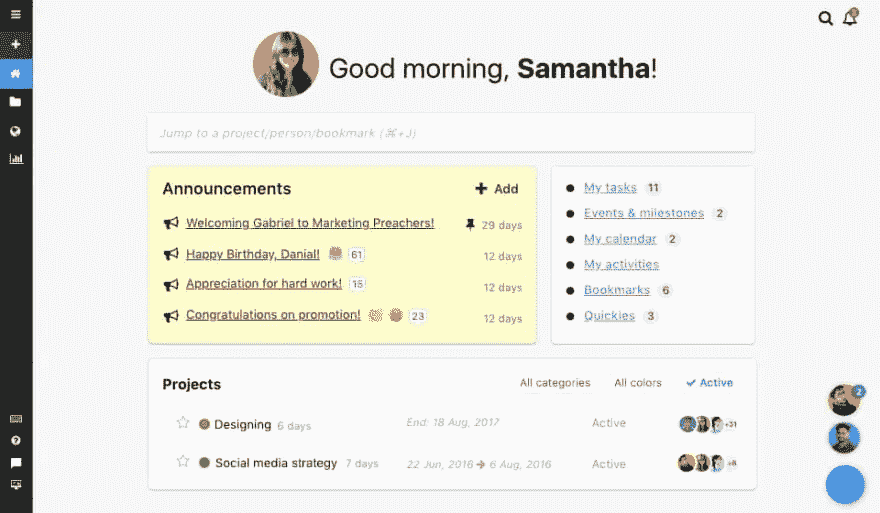 Good morning, Samantha!
Jump to a project/person/bookmark (⌘+J)
Announcements
Add
Welcoming Gabriel to Marketing Preachers! 29 days
Happy Birthday, Danial! 61 12 days
Appreciation for hard work! 15 12 days
Congratulations on promotion! 23 12 days
My tasks 11
Events & milestones 2
My calendar 2
My activities
Bookmarks 6
Quickies 3
Projects All categories All colors Active
Designing 6 days End: 18 Aug, 2017 Active +31
Social media strategy 7 days 22 Jun, 2016 → 6 Aug, 2016 Active +8
2